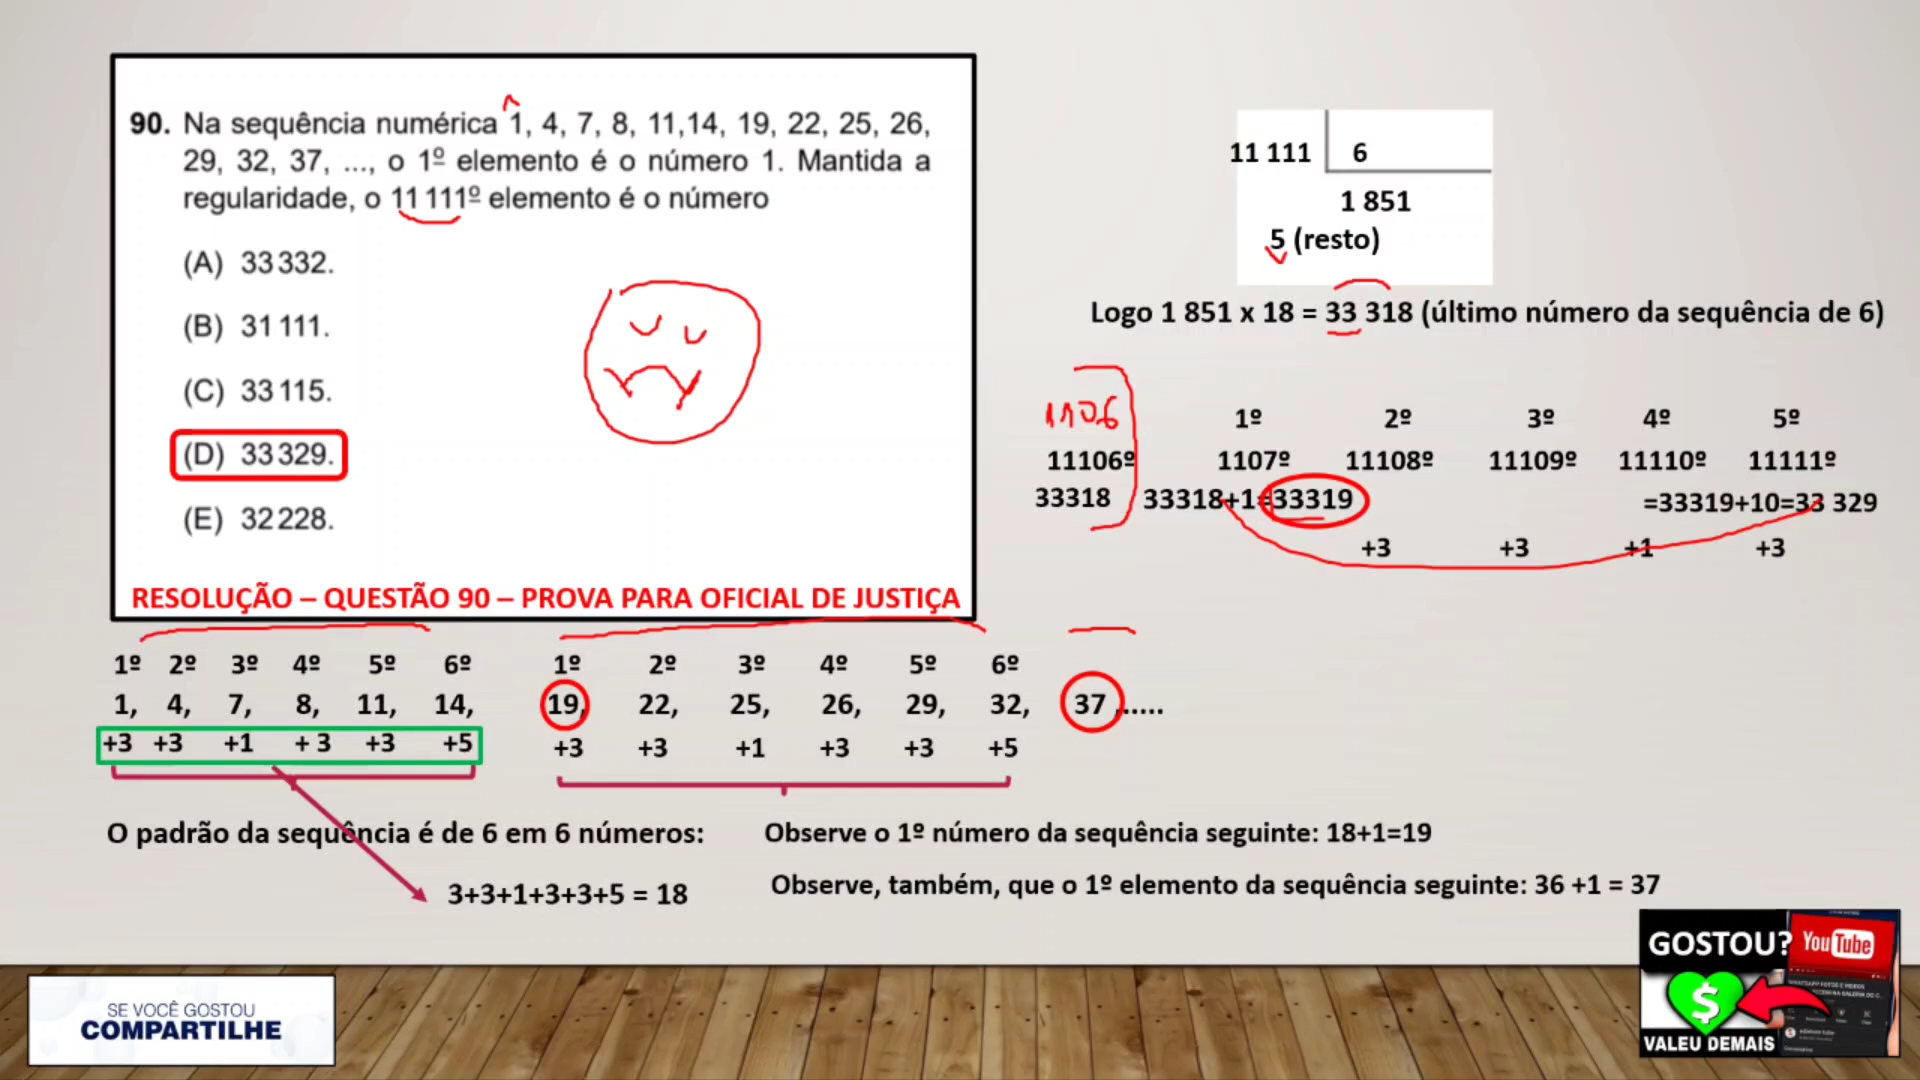 90. Na sequência numérica 1, 4, 7, 8, 11,14, 19, 22, 25, 26,
29, 32, 37, ..., o 1º elemento é o número 1. Mantida a
regularidade, o 11 111º elemento é o número
(A) 33 332.
(B) 31 111.
(C) 33 115.
(D) 33 329.
(E) 32 228.
RESOLUÇÃO – QUESTÃO 90 – PROVA PARA OFICIAL DE JUSTIÇA
11 111 6
1 851
5 (resto)
Logo 1 851 x 18 = 33 318 (último número da sequência de 6)
1106 1º 2º 3º 4º 5º
11106º 1107º 11108º 11109º 11110º 11111º
33318 33318+1=33319 =33319+10=33 329
+3 +3 +1 +3
1º 2º 3º 4º 5º 6º 1º 2º 3º 4º 5º 6º
1, 4, 7, 8, 11, 14, 19, 22, 25, 26, 29, 32, 37 ,.....
+3 +3 +1 + 3 +3 +5 +3 +3 +1 +3 +3 +5
O padrão da sequência é de 6 em 6 números:
3+3+1+3+3+5 = 18
Observe o 1º número da sequência seguinte: 18+1=19
Observe, também, que o 1º elemento da sequência seguinte: 36 +1 = 37
SE VOCÊ GOSTOU
COMPARTILHE
GOSTOU? YouTube
$
VALEU DEMAIS